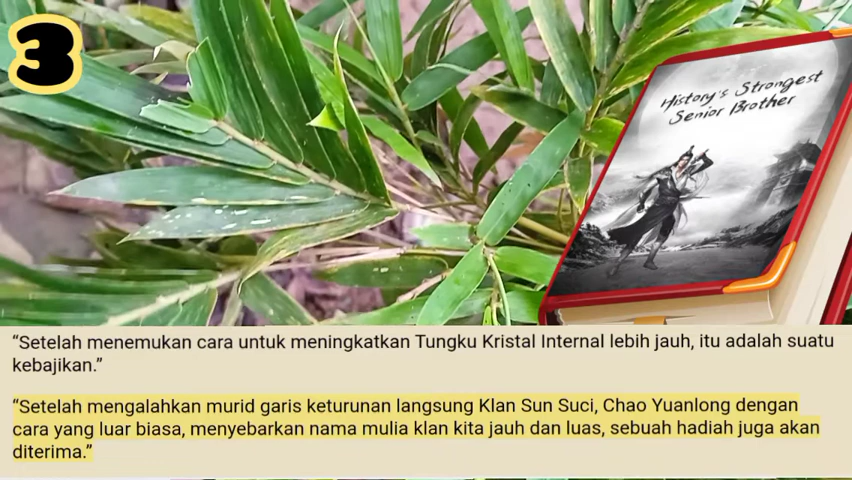 3
History's Strongest
Senior Brother
“Setelah menemukan cara untuk meningkatkan Tungku Kristal Internal lebih jauh, itu adalah suatu
kebajikan.”
“Setelah mengalahkan murid garis keturunan langsung Klan Sun Suci, Chao Yuanlong dengan
cara yang luar biasa, menyebarkan nama mulia klan kita jauh dan luas, sebuah hadiah juga akan
diterima.”